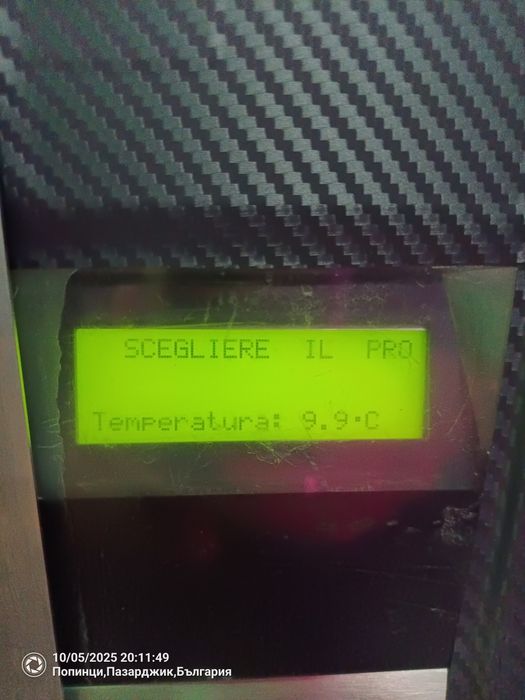 SCEGLIERE IL PRO
Temperatura: 9.9°C
10/05/2025 20:11:49
Попинци,Пазарджик,България